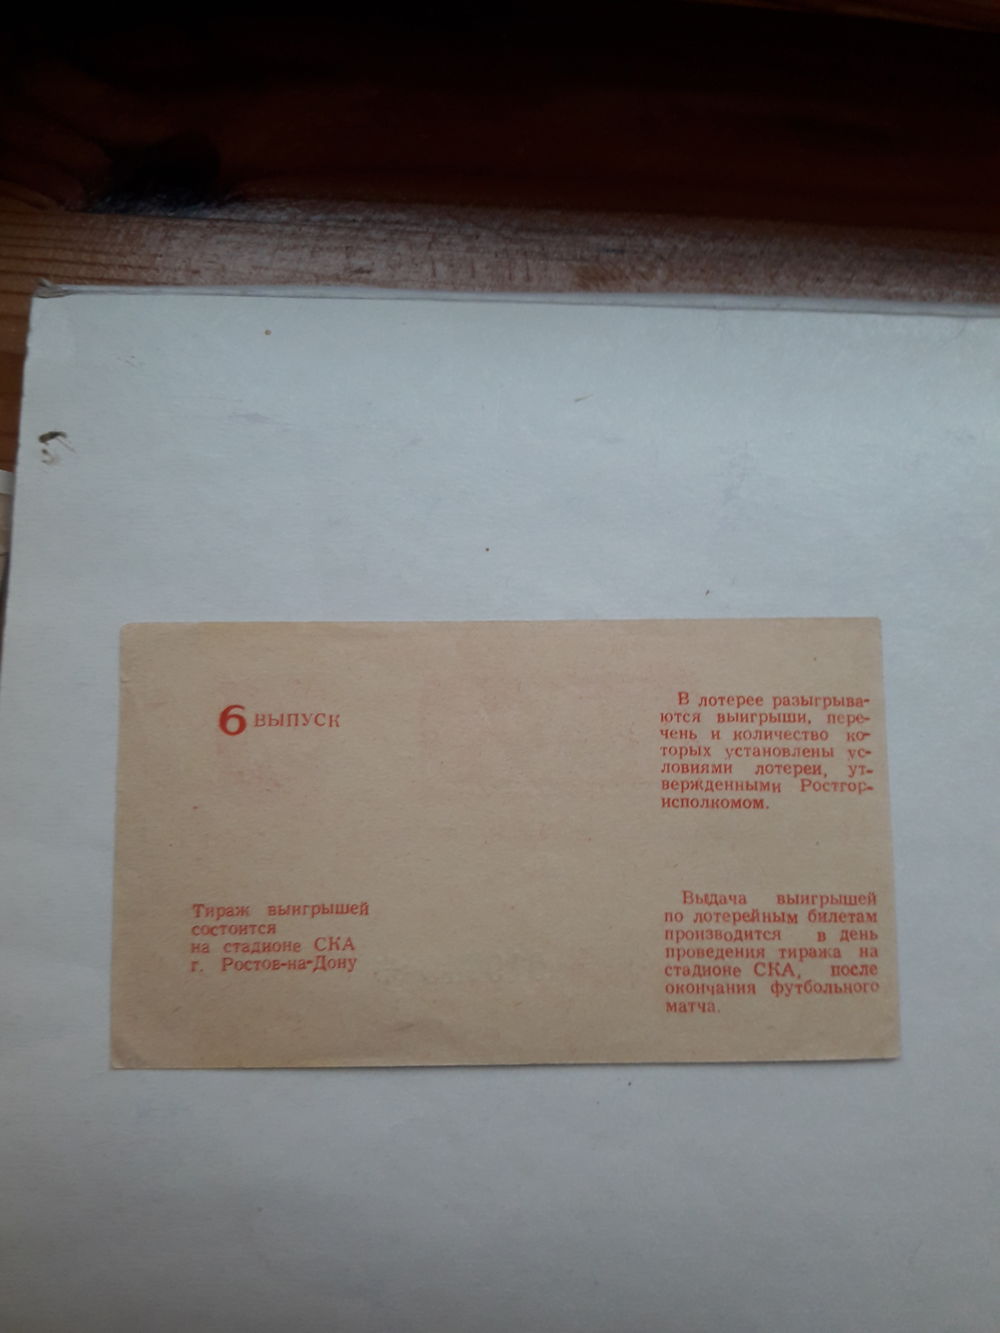 6 ВЫПУСК
В лотерее разыгрыва-
ются выигрыши, пере-
чень и количество ко-
торых установлены ус-
ловиями лотереи, ут-
вержденными Ростгор-
исполкомом.
Тираж выигрышей
состоится
на стадионе СКА
г. Ростов-на-Дону
Выдача выигрышей
по лотерейным билетам
производится в день
проведения тиража на
стадионе СКА, после
окончания футбольного
матча.